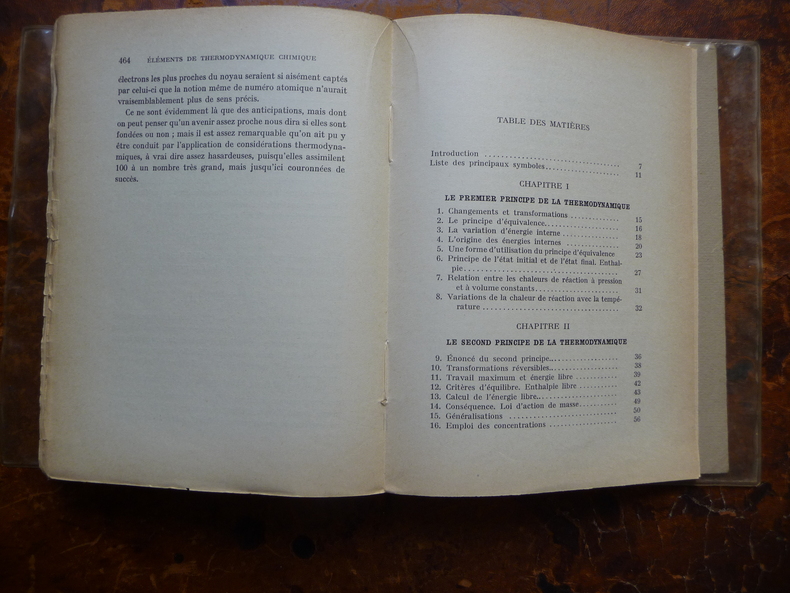 464 ÉLÉMENTS DE THERMODYNAMIQUE CHIMIQUE
électrons les plus proches du noyau seraient si aisément captés
par celui-ci que la notion même de numéro atomique n'aurait
vraisemblablement plus de sens précis.
Ce ne sont évidemment là que des anticipations, mais dont
on peut penser qu'un avenir assez proche nous dira si elles sont
fondées ou non ; mais il est assez remarquable qu'on ait pu y
être conduit par l'application de considérations thermodyna-
miques, à vrai dire assez hasardeuses, puisqu'elles assimilent
100 à un nombre très grand, mais jusqu'ici couronnées de
succés.
TABLE DES MATIÈRES
Introduction .................... 7
Liste des principaux symboles.................... 11
CHAPITRE I
LE PREMIER PRINCIPE DE LA THERMODYNAMIQUE
1. Changements et transformations .............. 15
2. Le principe d'équivalence.................... 16
3. La variation d'énergie interne .............. 18
4. L'origine des énergies internes .............. 20
5. Une forme d'utilisation du principe d'équivalence 23
6. Principe de l'état initial et de l'état final. Enthal-
pie.................................... 27
7. Relation entre les chaleurs de réaction à pression
et à volume constants...................... 31
8. Variations de la chaleur de réaction avec la tempé-
rature .................................... 32
CHAPITRE II
LE SECOND PRINCIPE DE LA THERMODYNAMIQUE
9. Énoncé du second principe.................... 36
10. Transformations réversibles.................. 38
11. Travail maximum et énergie libre ............ 39
12. Critères d'équilibre. Enthalpie libre .......... 42
13. Calcul de l'énergie libre.................... 43
14. Conséquence. Loi d'action de masse.......... 49
15. Généralisations .......................... 50
16. Emploi des concentrations .................. 56